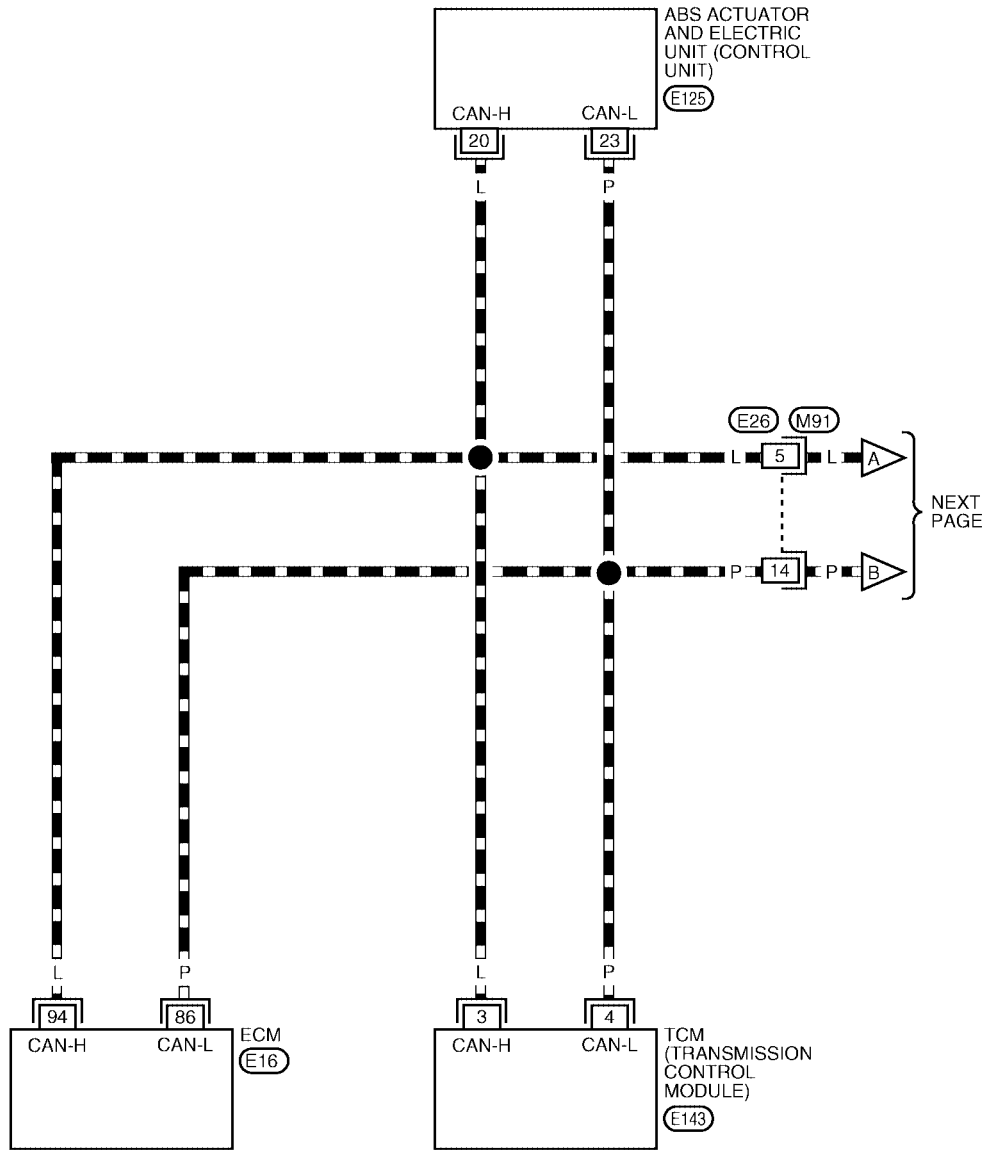 ABS ACTUATOR
AND ELECTRIC
UNIT (CONTROL
UNIT)
E125
CAN-H
CAN-L
20
23
L
P
E26
M91
L
5
L
A
NEXT
PAGE
P
14
P
B
L
P
L
P
94
86
3
4
CAN-H
CAN-L
ECM
E16
CAN-H
CAN-L
TCM
(TRANSMISSION
CONTROL
MODULE)
E143